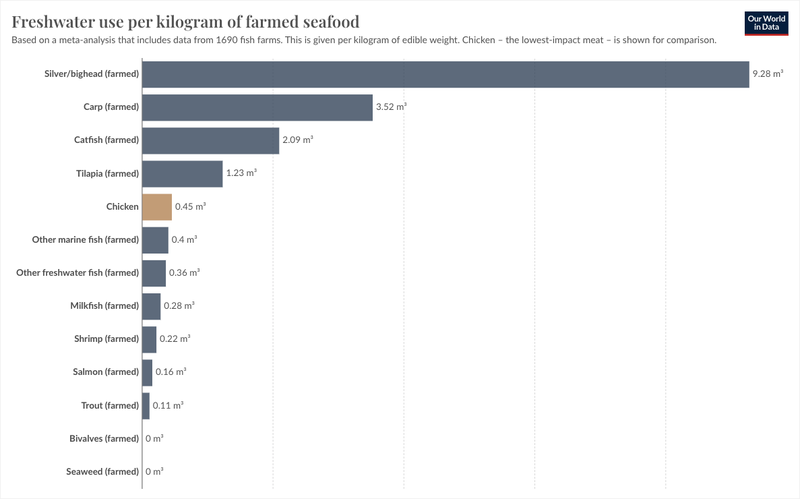 Freshwater use per kilogram of farmed seafood
Our World
in Data
Based on a meta-analysis that includes data from 1690 fish farms. This is given per kilogram of edible weight. Chicken – the lowest-impact meat – is shown for comparison.
Silver/bighead (farmed) 9.28 m³
Carp (farmed) 3.52 m³
Catfish (farmed) 2.09 m³
Tilapia (farmed) 1.23 m³
Chicken 0.45 m³
Other marine fish (farmed) 0.4 m³
Other freshwater fish (farmed) 0.36 m³
Milkfish (farmed) 0.28 m³
Shrimp (farmed) 0.22 m³
Salmon (farmed) 0.16 m³
Trout (farmed) 0.11 m³
Bivalves (farmed) 0 m³
Seaweed (farmed) 0 m³